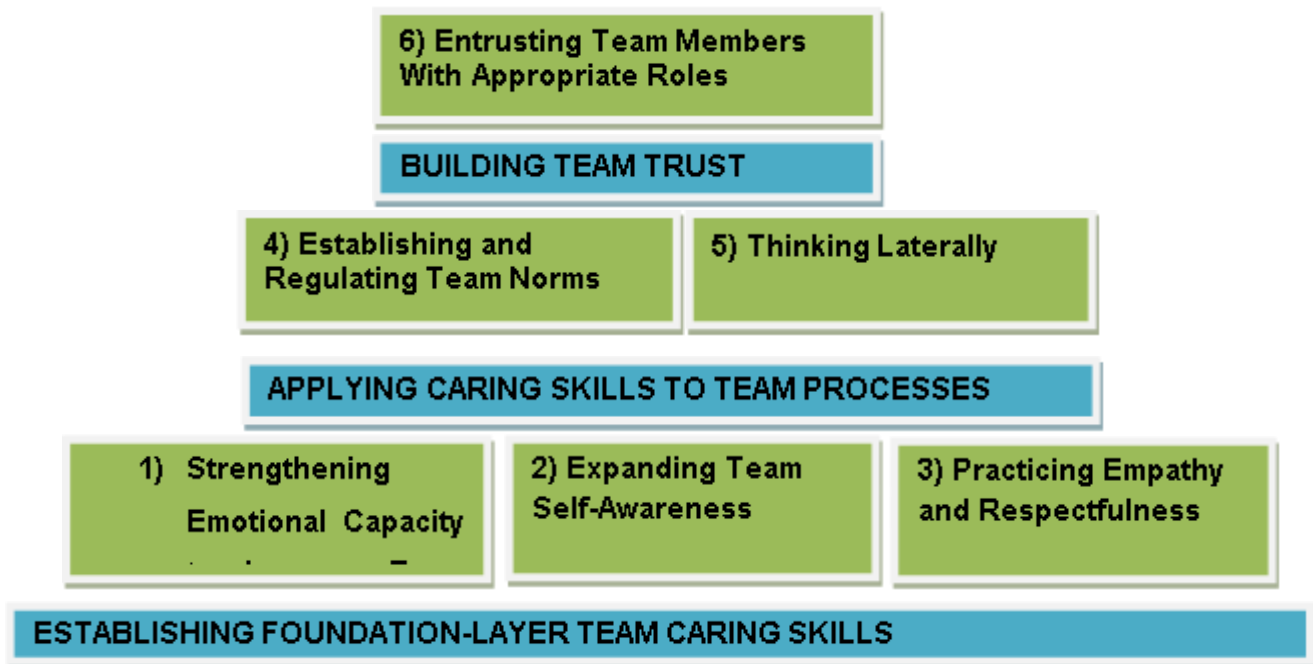 6) Entrusting Team Members
With Appropriate Roles
BUILDING TEAM TRUST
4) Establishing and
Regulating Team Norms
5) Thinking Laterally
APPLYING CARING SKILLS TO TEAM PROCESSES
1) Strengthening
Emotional Capacity
2) Expanding Team
Self-Awareness
3) Practicing Empathy
and Respectfulness
ESTABLISHING FOUNDATION-LAYER TEAM CARING SKILLS